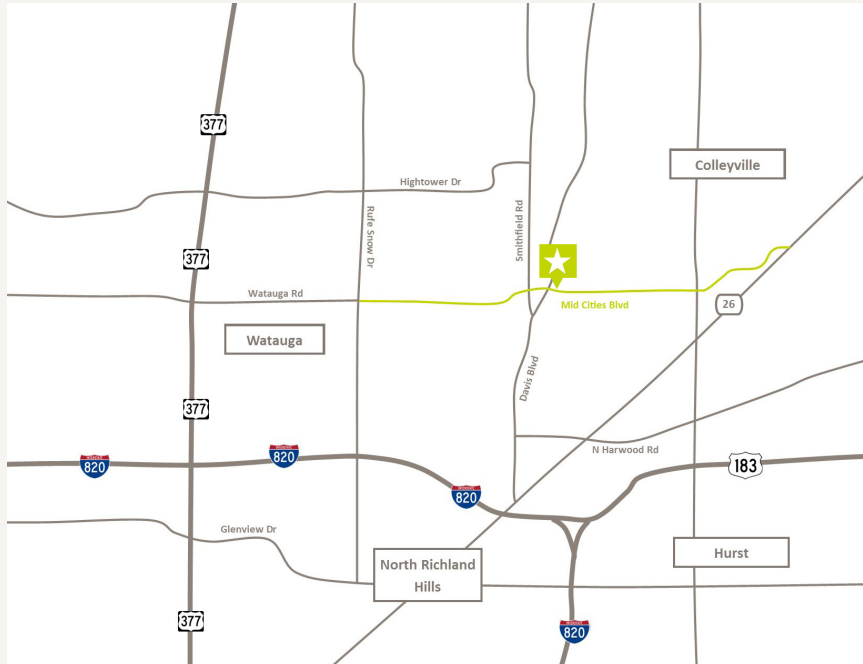 377
Colleyville
Hightower Dr
Rufe Snow Dr
Smithfield Rd
377
Watauga Rd
Mid Cities Blvd
26
Watauga
Davis Blvd
377
N Harwood Rd
820
820
183
820
Glenview Dr
North Richland
Hills
Hurst
377
820